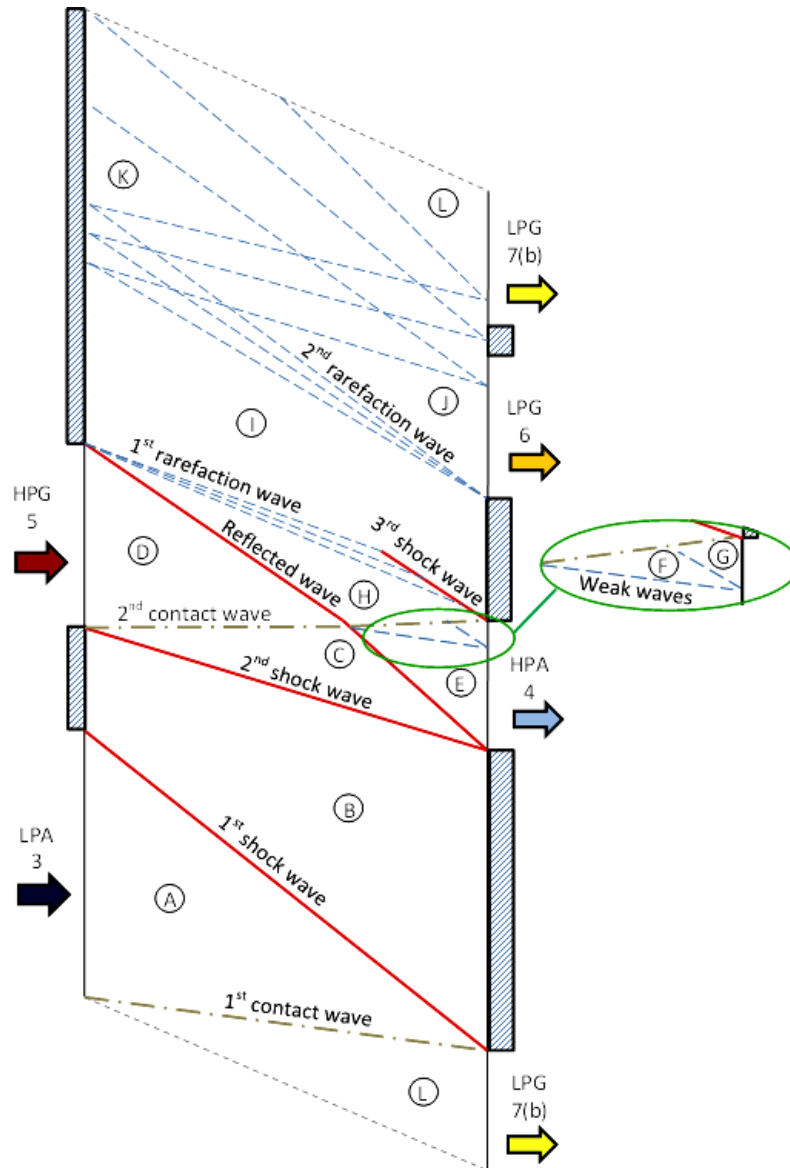 K
L
LPG
7(b)
2nd rarefaction wave
J
I
LPG
6
1st rarefaction wave
HPG
5
D
Reflected wave
3rd shock wave
H
F
G
Weak waves
2nd contact wave
C
2nd shock wave
E
HPA
4
B
LPA
3
1st shock wave
A
1st contact wave
L
LPG
7(b)